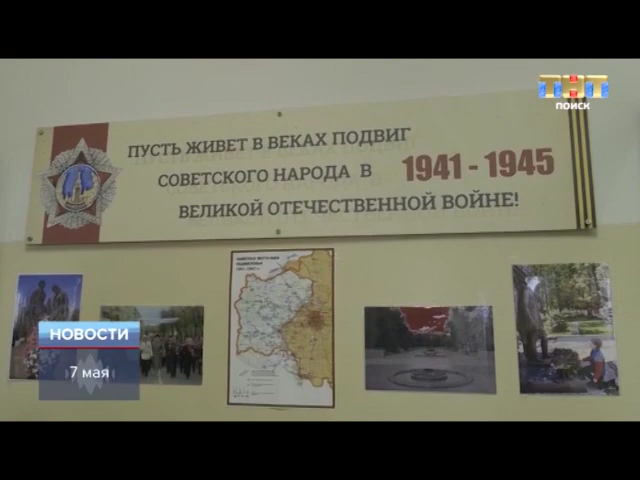 ТНТ
ПОИСК
ПУСТЬ ЖИВЕТ В ВЕКАХ ПОДВИГ
СОВЕТСКОГО НАРОДА В 1941 - 1945
ВЕЛИКОЙ ОТЕЧЕСТВЕННОЙ ВОЙНЕ!
НОВОСТИ
7 мая